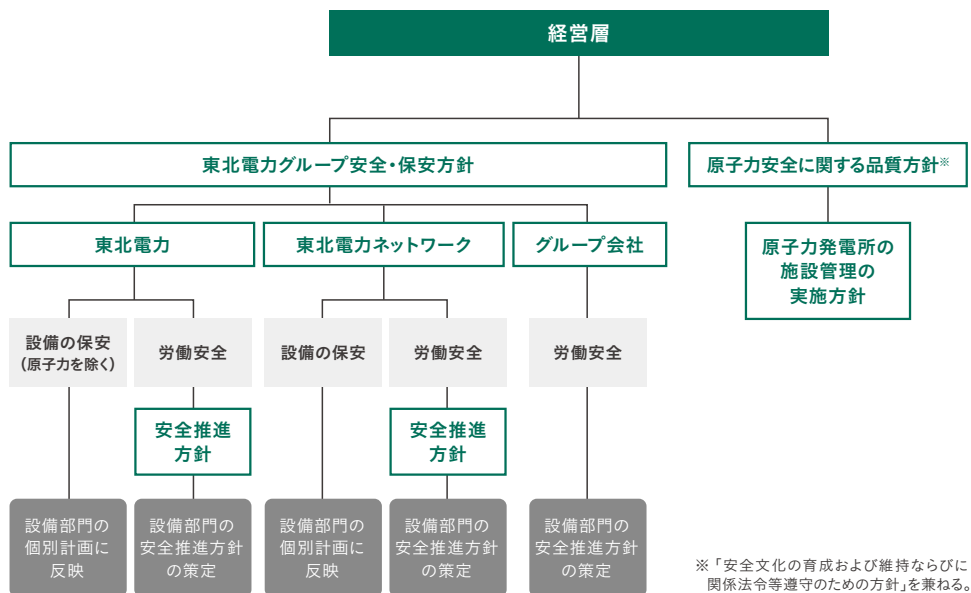 経営層
東北電力グループ安全・保安方針
原子力安全に関する品質方針※
東北電力
東北電力ネットワーク
グループ会社
原子力発電所の
施設管理の
実施方針
設備の保安
(原子力を除く)
労働安全
設備の保安
労働安全
労働安全
安全推進
方針
安全推進
方針
設備部門の
個別計画に
反映
設備部門の
安全推進方針
の策定
設備部門の
個別計画に
反映
設備部門の
安全推進方針
の策定
設備部門の
安全推進方針
の策定
※「安全文化の育成および維持ならびに
関係法令等遵守のための方針」を兼ねる。